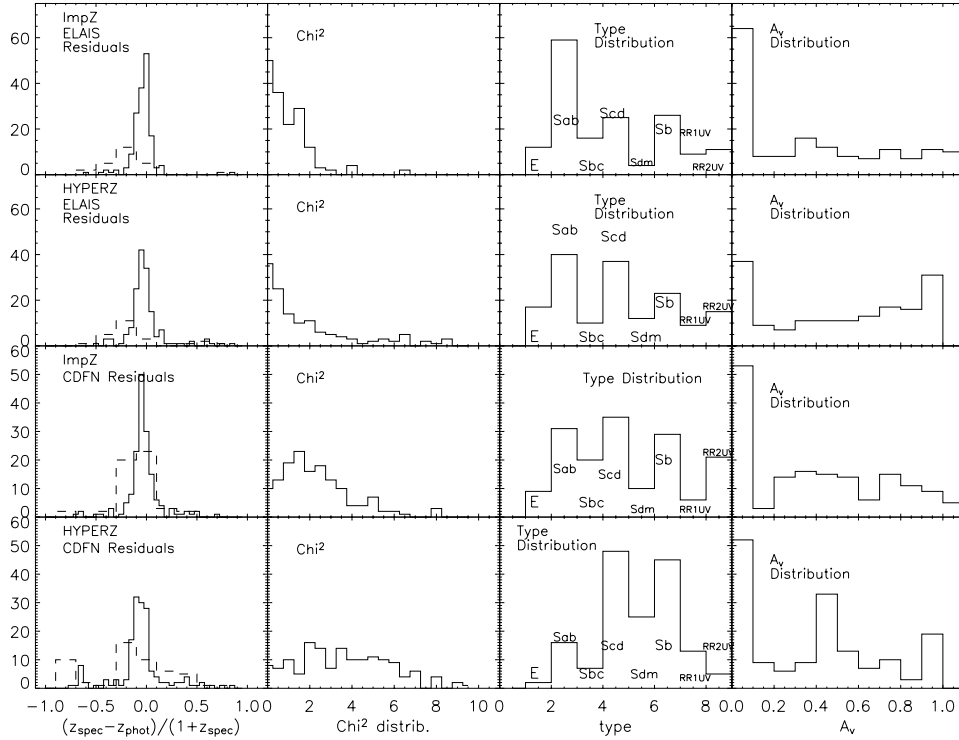 ImpZ
ELAIS
Residuals
Chi²
Type
Distribution
Aᵥ
Distribution
60
40
20
0
E
Sab
Sbc
Scd
Sdm
Sb
RR1UV
RR2UV
HYPERZ
ELAIS
Residuals
Chi²
Type
Distribution
Aᵥ
Distribution
60
40
20
0
E
Sab
Sbc
Scd
Sdm
Sb
RR1UV
RR2UV
ImpZ
CDFN Residuals
Chi²
Type Distribution
Aᵥ
Distribution
60
50
40
30
20
10
0
E
Sab
Sbc
Scd
Sdm
Sb
RR1UV
RR2UV
HYPERZ
CDFN Residuals
Chi²
Type
Distribution
Aᵥ
Distribution
60
50
40
30
20
10
0
E
Sab
Sbc
Scd
Sdm
Sb
RR1UV
RR2UV
-1.0 -0.5 0.0 0.5 1.0 0 2 4 6 8 10 0 2 4 6 8 0.0 0.2 0.4 0.6 0.8 1.0
(z_spec-z_phot)/(1+z_spec) Chi² distrib. type Aᵥ